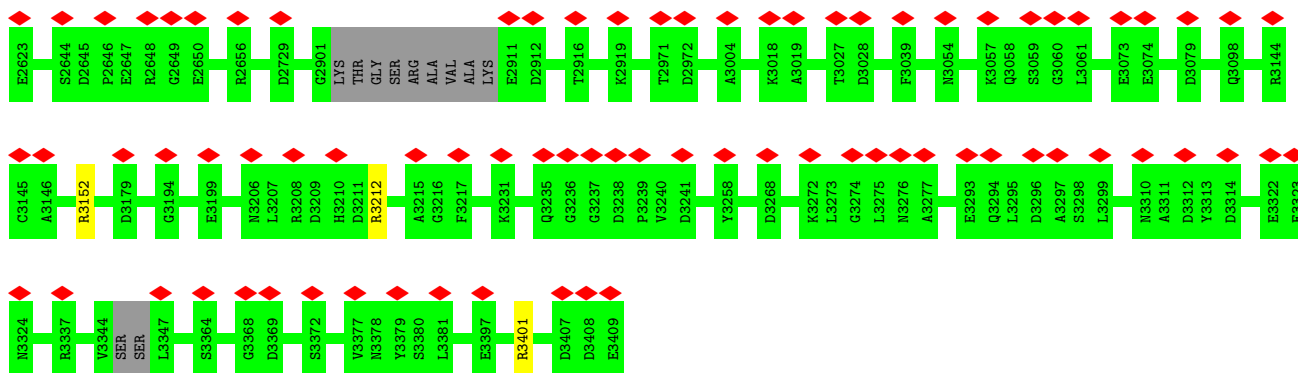 E2623 S2644 D2645 P2646 E2647 R2648 G2649 E2650 R2656 D2729 G2901 LYS THR GLY SER ARG ALA VAL ALA LYS E2911 D2912 T2916 K2919 T2971 D2972 A3004 K3018 A3019 T3027 D3028 F3039 N3054 K3057 Q3058 S3059 G3060 L3061 E3073 E3074 D3079 Q3098 R3144
C3145 A3146 R3152 D3179 G3194 E3199 N3206 L3207 R3208 D3209 H3210 D3211 R3212 A3215 G3216 F3217 K3231 Q3235 G3236 G3237 D3238 P3239 V3240 D3241 Y3258 D3268 K3272 L3273 G3274 L3275 N3276 A3277 E3293 Q3294 L3295 D3296 A3297 S3298 L3299 N3310 A3311 D3312 Y3313 D3314 E3322 E3323
N3324 R3337 V3344 SER SER L3347 S3364 G3368 D3369 S3372 V3377 N3378 Y3379 S3380 L3381 E3397 R3401 D3407 D3408 E3409